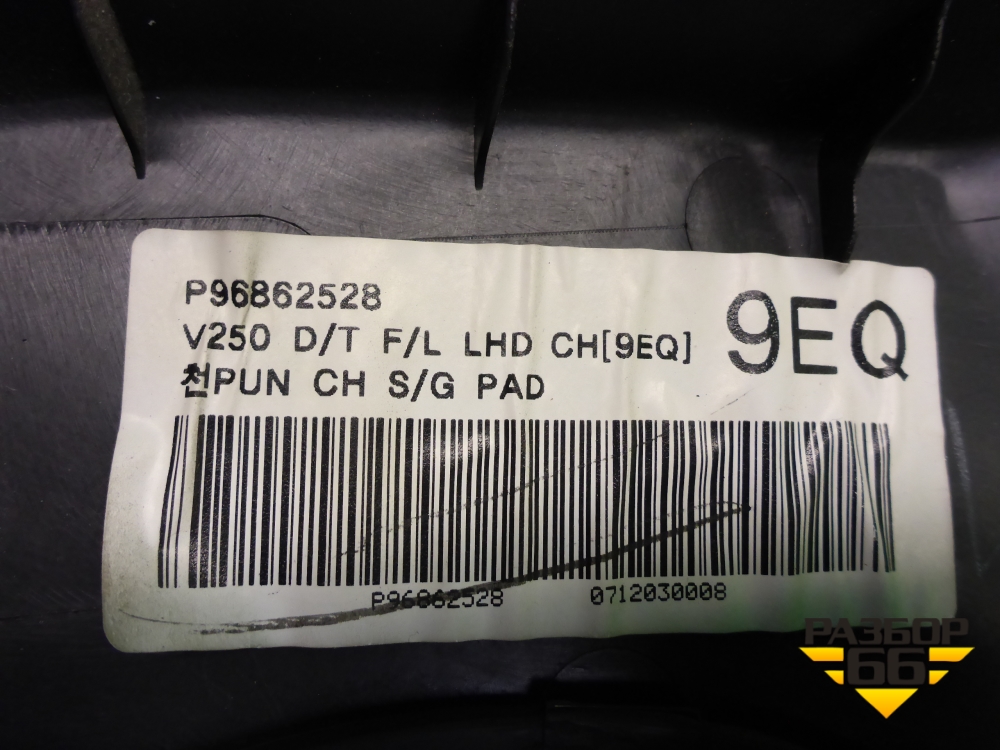 P96862528
V250 D/T F/L LHD CH[9EQ]
9EQ
천PUN CH S/G PAD
P96862528 0712030008
РАЗБОР
66